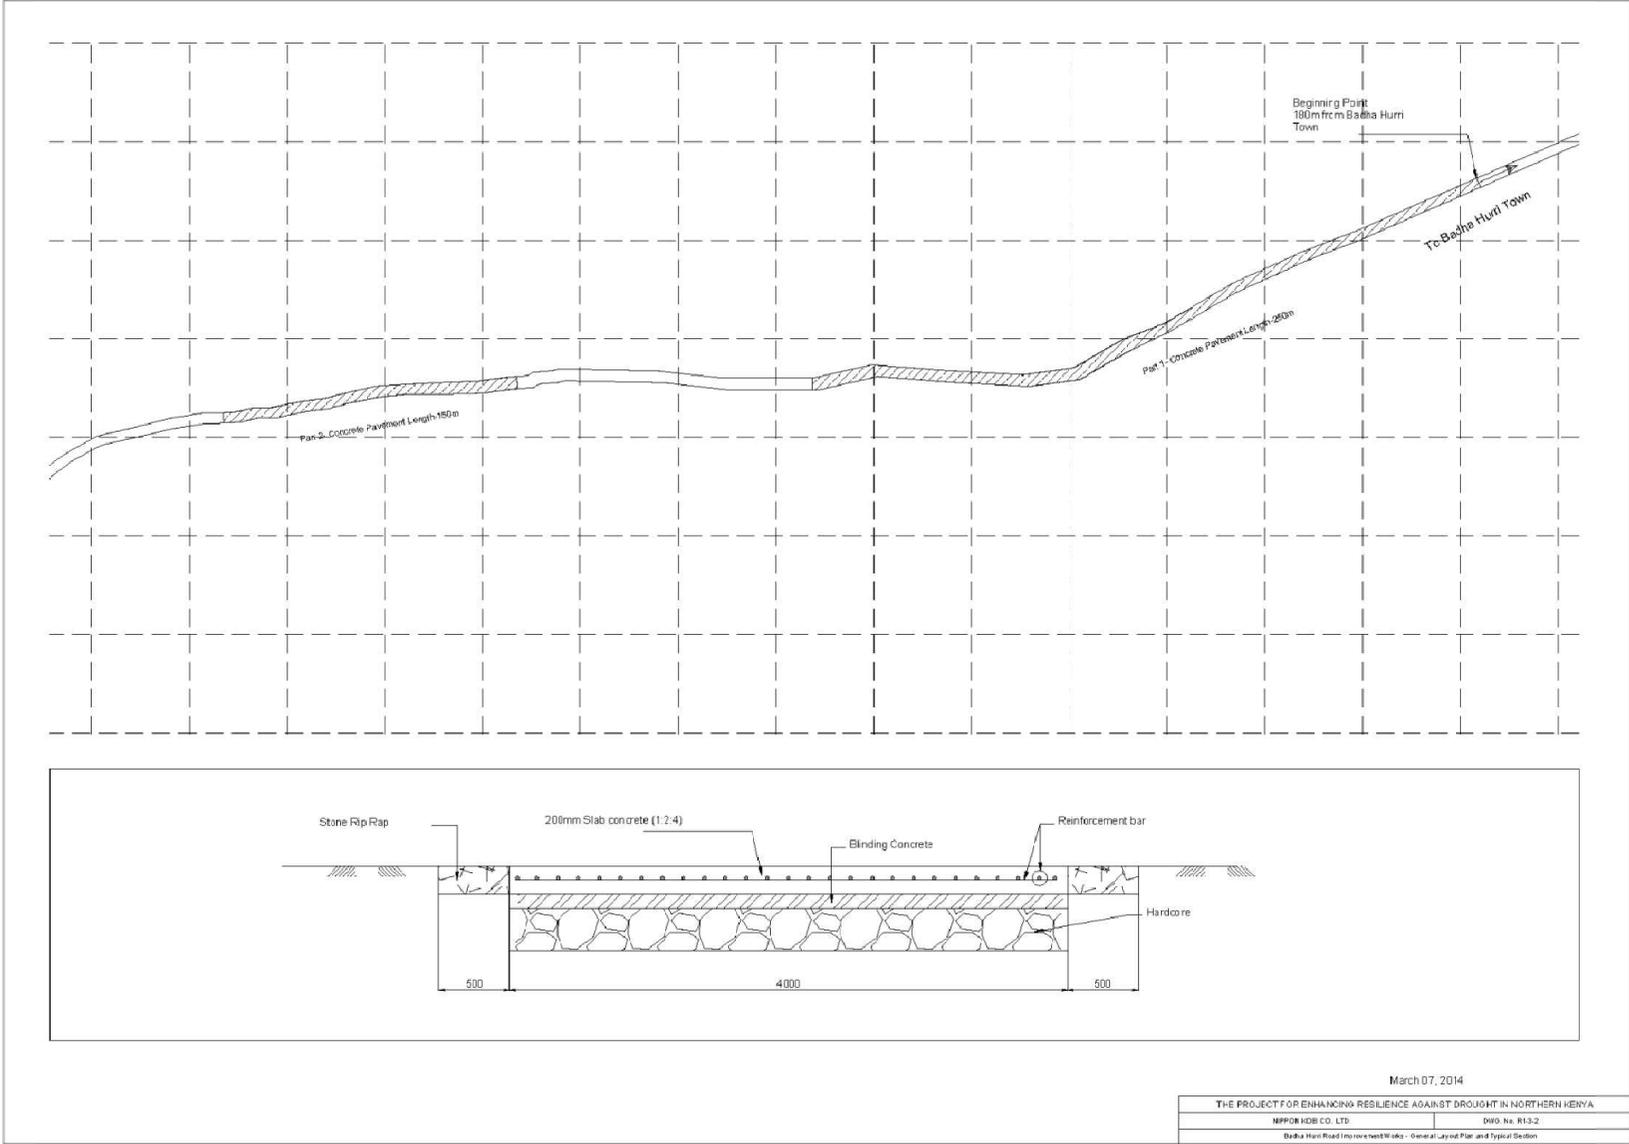 Beginning Point
180m from Badha Hurri
Town
To Badha Hurri Town
Part 1- Concrete Pavement Length-250m
Part 2- Concrete Pavement Length-150m
Stone Rip Rap
200mm Slab concrete (1:2:4)
Blinding Concrete
Reinforcement bar
Hardcore
500
4000
500
March 07, 2014
THE PROJECT FOR ENHANCING RESILIENCE AGAINST DROUGHT IN NORTHERN KENYA
NIPPON KOEI CO., LTD
DWG. No. R1-3-2
Badha Hurri Road Improvement Works - General Layout Plan and Typical Section